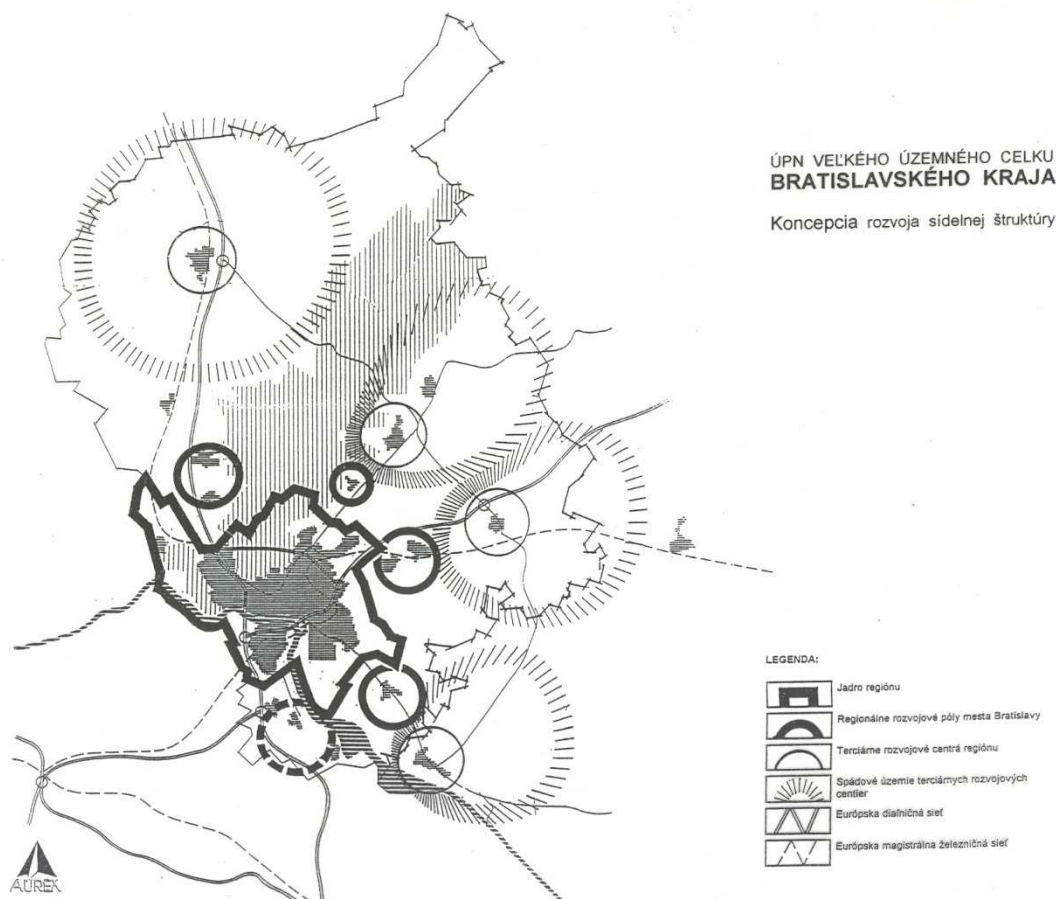 ÚPN VEĽKÉHO ÚZEMNÉHO CELKU
BRATISLAVSKÉHO KRAJA
Koncepcia rozvoja sídelnej štruktúry
LEGENDA:
Jadro regiónu
Regionálne rozvojové póly mesta Bratislavy
Terciárne rozvojové centrá regiónu
Spádové územie terciárnych rozvojových
centier
Európska diaľničná sieť
Európska magistrálna železničná sieť
AUREX